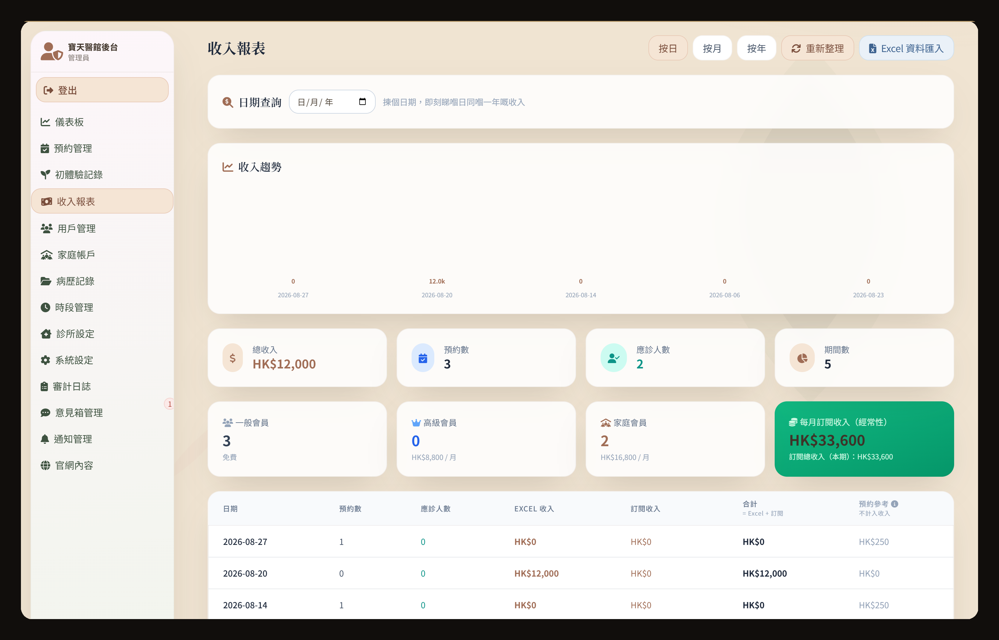 寶天醫館後台
管理員
登出
儀表板
預約管理
初體驗記錄
收入報表
用戶管理
家庭帳戶
病歷記錄
時段管理
診所設定
系統設定
審計日誌
1
意見箱管理
通知管理
官網內容
收入報表
按日
按月
按年
重新整理
Excel 資料匯入
日期查詢
日/月/年
揀個日期，即刻睇嗰日同嗰一年嘅收入
收入趨勢
0 12.0k 0 0 0
2026-08-27 2026-08-20 2026-08-14 2026-08-06 2026-08-23
總收入
HK$12,000
預約數
3
應診人數
2
期間數
5
一般會員
3
免費
高級會員
0
HK$8,800 / 月
家庭會員
2
HK$16,800 / 月
每月訂閱收入（經常性）
HK$33,600
訂閱總收入（本期）：HK$33,600
日期 預約數 應診人數 EXCEL 收入 訂閱收入 合計 預約參考
= Excel + 訂閱 不計入收入
2026-08-27 1 0 HK$0 HK$0 HK$0 HK$250
2026-08-20 0 0 HK$12,000 HK$0 HK$12,000 HK$0
2026-08-14 1 0 HK$0 HK$0 HK$0 HK$250